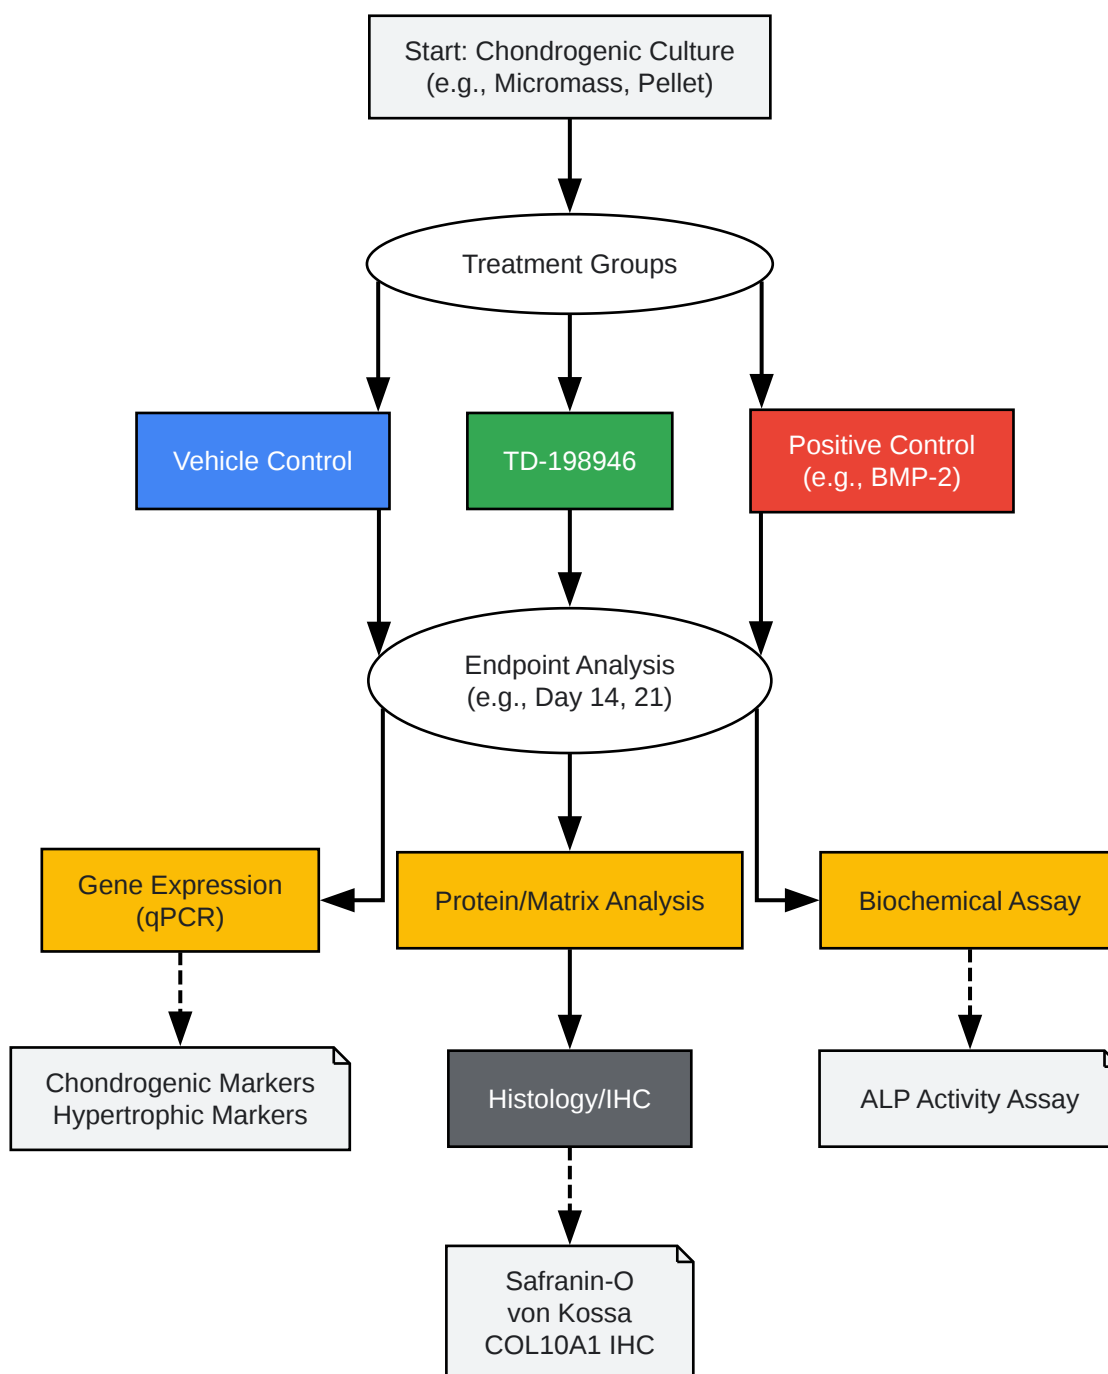 Start: Chondrogenic Culture
(e.g., Micromass, Pellet)
Treatment Groups
Vehicle Control
TD-198946
Positive Control
(e.g., BMP-2)
Endpoint Analysis
(e.g., Day 14, 21)
Gene Expression
(qPCR)
Protein/Matrix Analysis
Biochemical Assay
Chondrogenic Markers
Hypertrophic Markers
Histology/IHC
ALP Activity Assay
Safranin-O
von Kossa
COL10A1 IHC